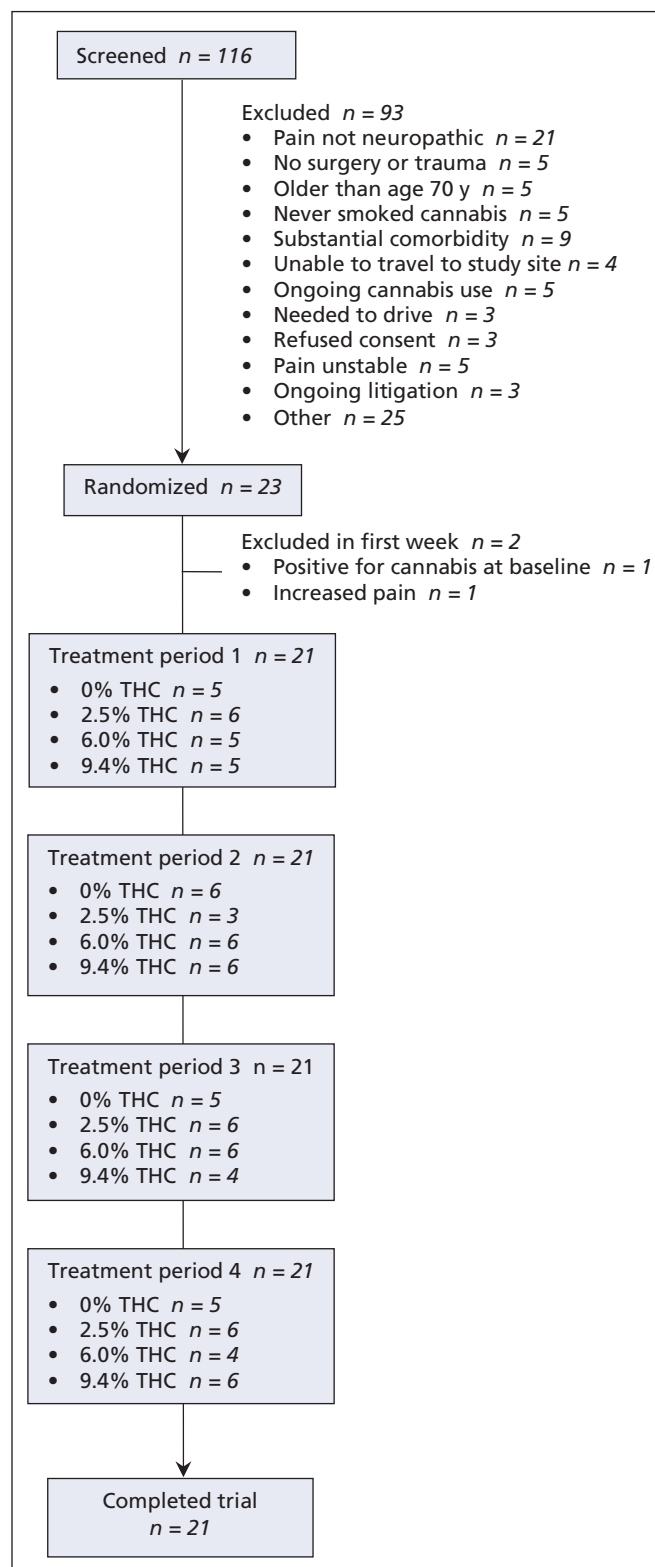 Screened n = 116
Excluded n = 93
• Pain not neuropathic n = 21
• No surgery or trauma n = 5
• Older than age 70 y n = 5
• Never smoked cannabis n = 5
• Substantial comorbidity n = 9
• Unable to travel to study site n = 4
• Ongoing cannabis use n = 5
• Needed to drive n = 3
• Refused consent n = 3
• Pain unstable n = 5
• Ongoing litigation n = 3
• Other n = 25
Randomized n = 23
Excluded in first week n = 2
• Positive for cannabis at baseline n = 1
• Increased pain n = 1
Treatment period 1 n = 21
• 0% THC n = 5
• 2.5% THC n = 6
• 6.0% THC n = 5
• 9.4% THC n = 5
Treatment period 2 n = 21
• 0% THC n = 6
• 2.5% THC n = 3
• 6.0% THC n = 6
• 9.4% THC n = 6
Treatment period 3 n = 21
• 0% THC n = 5
• 2.5% THC n = 6
• 6.0% THC n = 6
• 9.4% THC n = 4
Treatment period 4 n = 21
• 0% THC n = 5
• 2.5% THC n = 6
• 6.0% THC n = 4
• 9.4% THC n = 6
Completed trial
n = 21